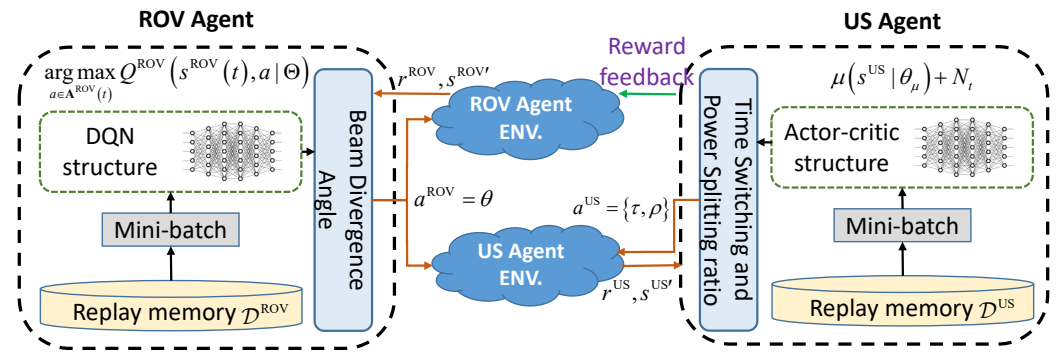 ROV Agent
arg max Q^ROV (s^ROV (t), a | Θ)
a∈A^ROV (t)
DQN
structure
Mini-batch
Replay memory 𝒟^ROV
Beam Divergence
Angle
r^ROV, s^ROV′
a^ROV = θ
ROV Agent
ENV.
US Agent
ENV.
Reward
feedback
a^US = {τ, ρ}
r^US, s^US′
US Agent
Time Switching and
Power Splitting ratio
μ(s^US | θ_μ) + N_t
Actor-critic
structure
Mini-batch
Replay memory 𝒟^US